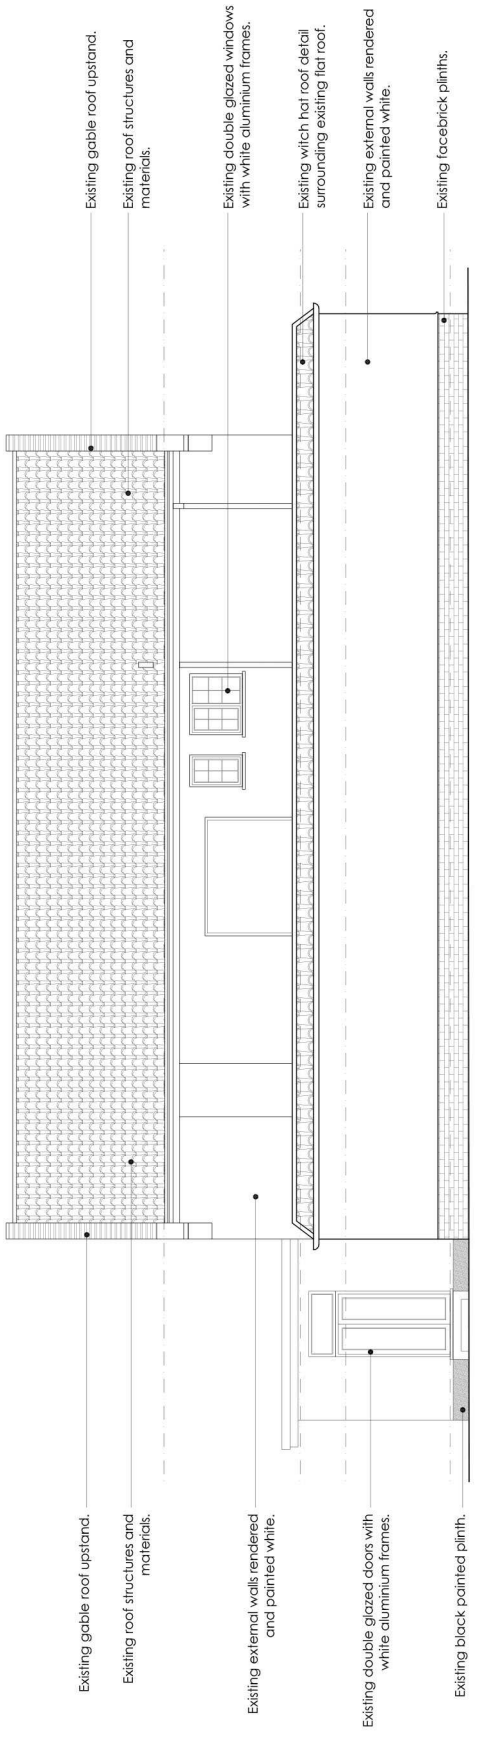 Existing gable roof upstand.
Existing roof structures and
materials.
Existing external walls rendered
and painted white.
Existing double glazed doors with
white aluminium frames.
Existing black painted plinth.
Existing gable roof upstand.
Existing roof structures and
materials.
Existing double glazed windows
with white aluminium frames.
Existing witch hat roof detail
surrounding existing flat roof.
Existing external walls rendered
and painted white.
Existing facebrick plinths.